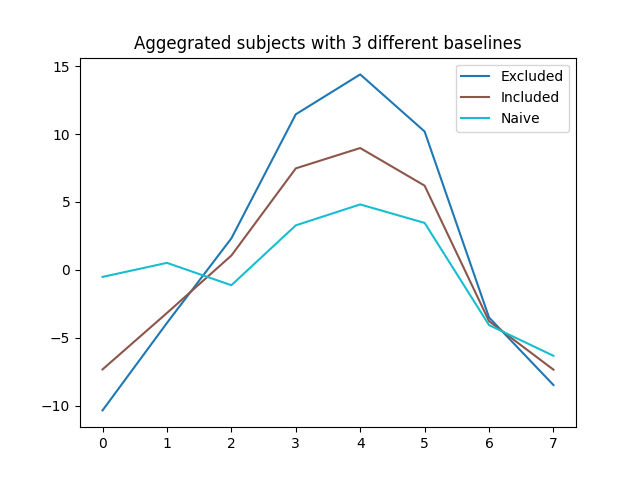 Aggegrated subjects with 3 different baselines
Excluded
Included
Naive
15
10
5
0
−5
−10
0 1 2 3 4 5 6 7